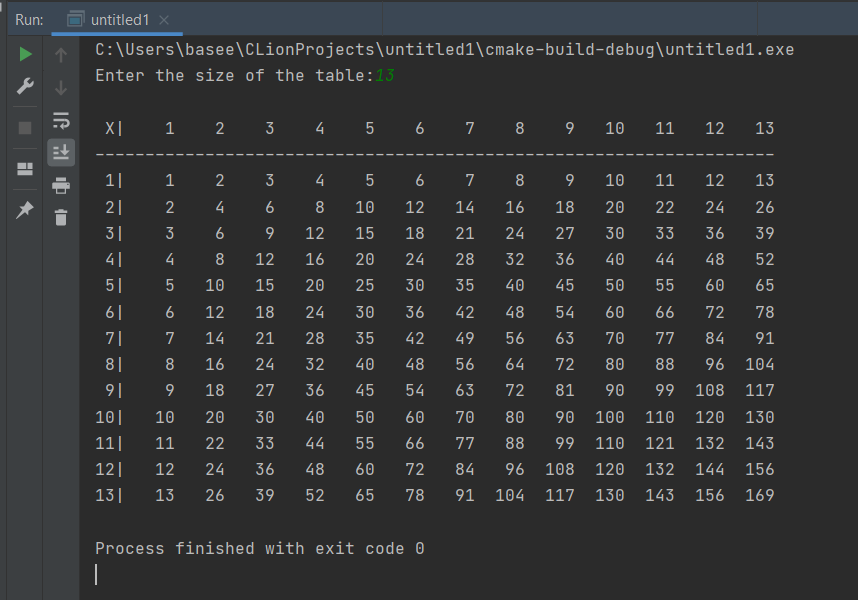 Run: untitled1
C:\Users\basee\CLionProjects\untitled1\cmake-build-debug\untitled1.exe
Enter the size of the table:13
 X|    1    2    3    4    5    6    7    8    9   10   11   12   13
--------------------------------------------------------------------
 1|    1    2    3    4    5    6    7    8    9   10   11   12   13
 2|    2    4    6    8   10   12   14   16   18   20   22   24   26
 3|    3    6    9   12   15   18   21   24   27   30   33   36   39
 4|    4    8   12   16   20   24   28   32   36   40   44   48   52
 5|    5   10   15   20   25   30   35   40   45   50   55   60   65
 6|    6   12   18   24   30   36   42   48   54   60   66   72   78
 7|    7   14   21   28   35   42   49   56   63   70   77   84   91
 8|    8   16   24   32   40   48   56   64   72   80   88   96  104
 9|    9   18   27   36   45   54   63   72   81   90   99  108  117
10|   10   20   30   40   50   60   70   80   90  100  110  120  130
11|   11   22   33   44   55   66   77   88   99  110  121  132  143
12|   12   24   36   48   60   72   84   96  108  120  132  144  156
13|   13   26   39   52   65   78   91  104  117  130  143  156  169
Process finished with exit code 0